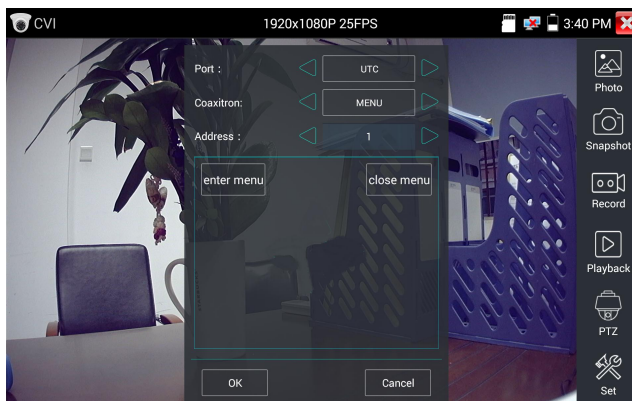 CVI 1920x1080P 25FPS 3:40 PM
Port : UTC
Coaxitron: MENU
Address : 1
enter menu close menu
OK Cancel
Photo
Snapshot
Record
Playback
PTZ
Set